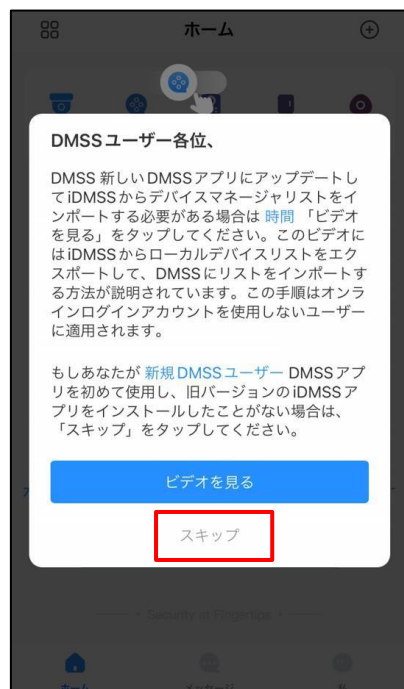 ホーム
DMSSユーザー各位、
DMSS 新しいDMSSアプリにアップデートし
てiDMSSからデバイスマネージャリストをイ
ンポートする必要がある場合は 時間 「ビデオ
を見る」をタップしてください。このビデオに
はiDMSSからローカルデバイスリストをエク
スポートして、DMSSにリストをインポートす
る方法が説明されています。この手順はオンラ
インログインアカウントを使用しないユーザー
に適用されます。
もしあなたが 新規DMSSユーザー DMSSアプ
リを初めて使用し、旧バージョンのiDMSSア
プリをインストールしたことがない場合は、
「スキップ」をタップしてください。
ビデオを見る
スキップ
Security at Fingertips
ホーム
メッセージ